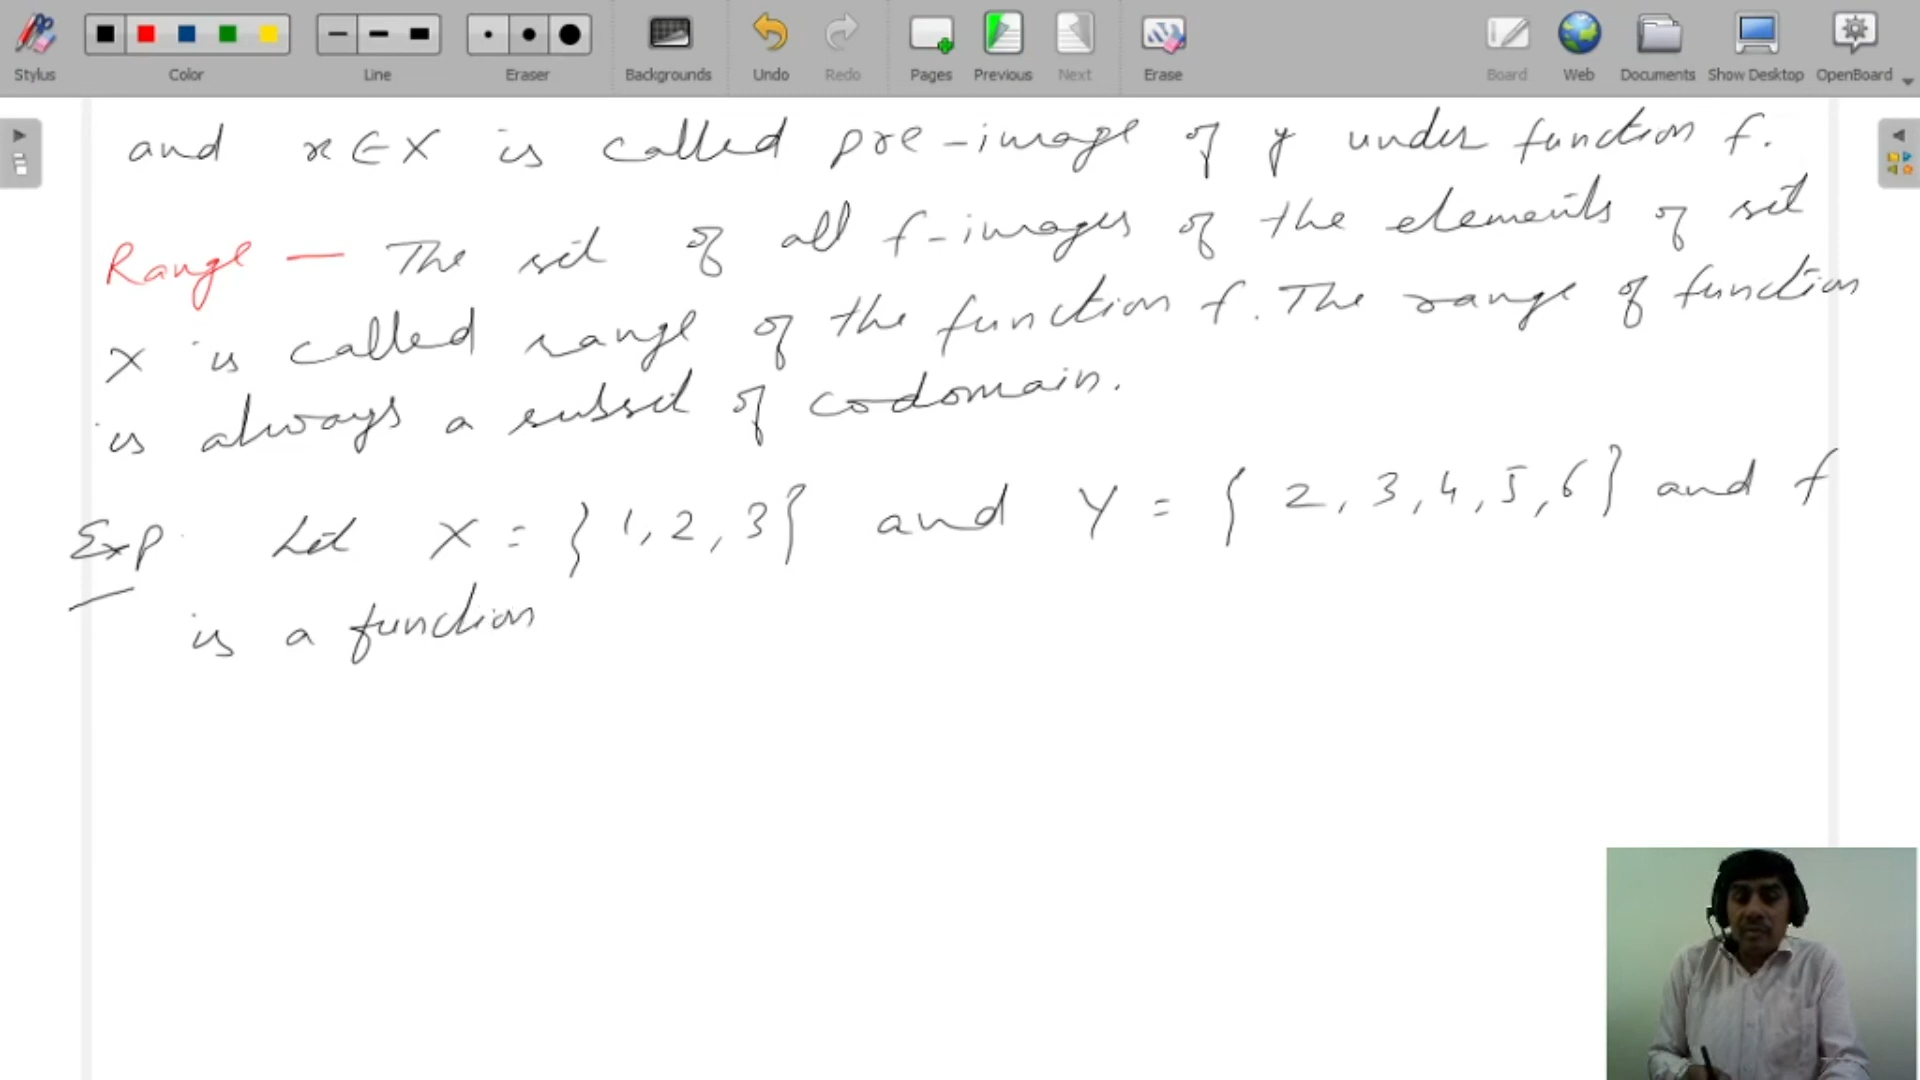 Stylus Color Line Eraser Backgrounds Undo Redo Pages Previous Next Erase Board Web Documents Show Desktop OpenBoard
and x ∈ X is called pre-image of y under function f.
Range — The set of all f-images of the elements of set
X is called range of the function f. The range of function
is always a subset of codomain.
Exp Let X = {1, 2, 3} and Y = {2, 3, 4, 5, 6} and f
is a function